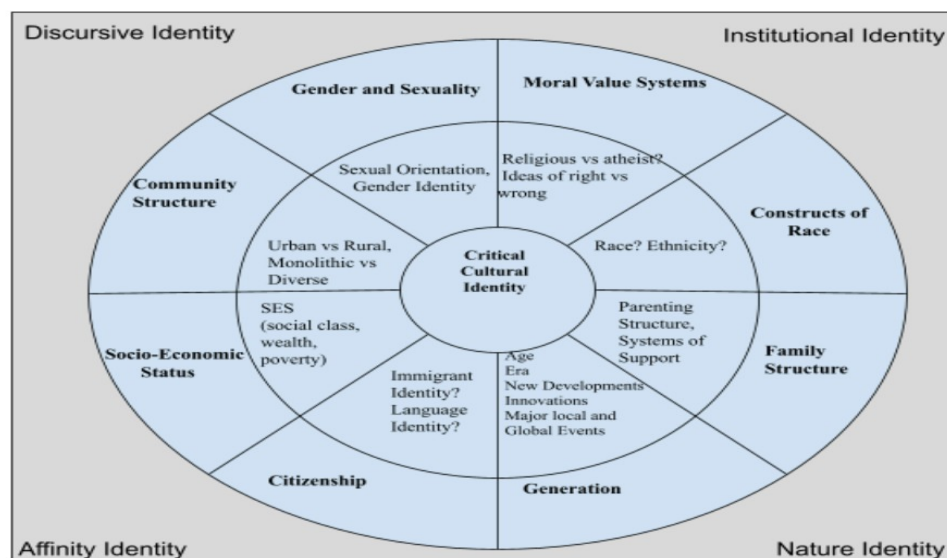 Discursive Identity
Institutional Identity
Gender and Sexuality
Moral Value Systems
Sexual Orientation,
Gender Identity
Religious vs atheist?
Ideas of right vs
wrong
Community
Structure
Constructs of
Race
Urban vs Rural,
Monolithic vs
Diverse
Critical
Cultural
Identity
Race? Ethnicity?
SES
(social class,
wealth,
poverty)
Parenting
Structure,
Systems of
Support
Socio-Economic
Status
Family
Structure
Immigrant
Identity?
Language
Identity?
Age
Era
New Developments
Innovations
Major local and
Global Events
Citizenship
Generation
Affinity Identity
Nature Identity